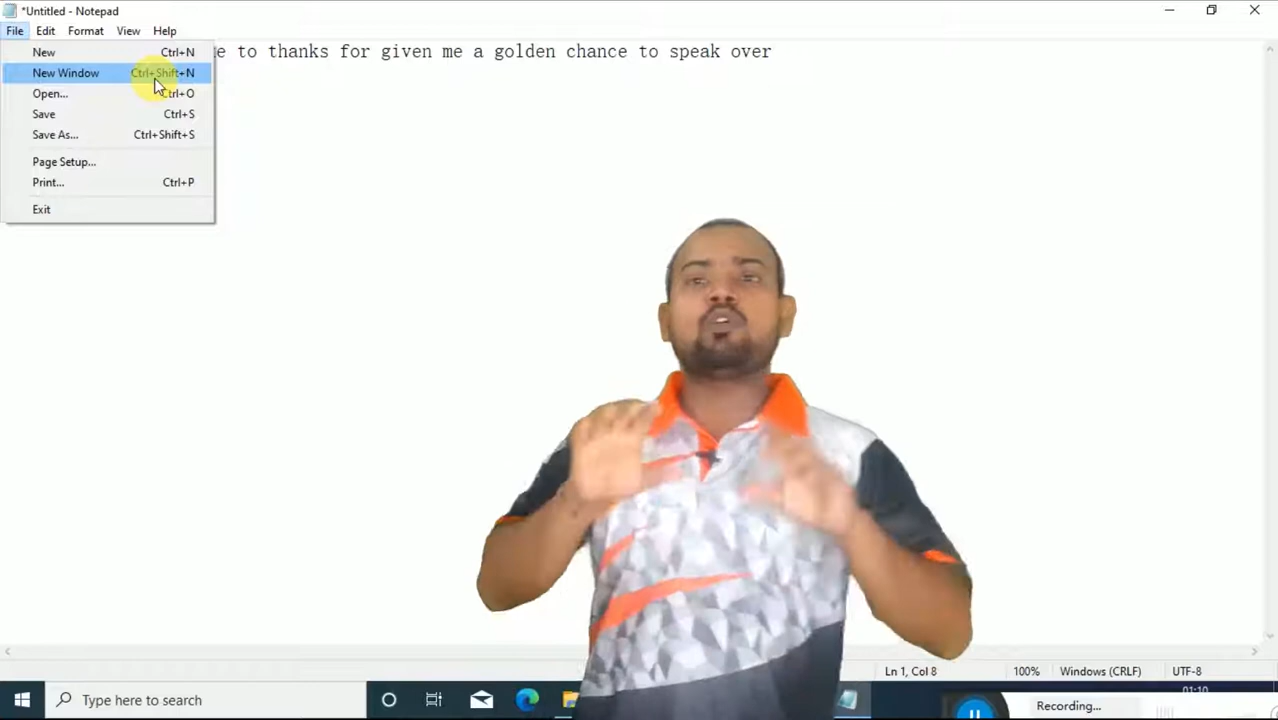 *Untitled - Notepad
File Edit Format View Help
to thanks for given me a golden chance to speak over
New Ctrl+N
New Window Ctrl+Shift+N
Open... Ctrl+O
Save Ctrl+S
Save As... Ctrl+Shift+S
Page Setup...
Print... Ctrl+P
Exit
Ln 1, Col 8 100% Windows (CRLF) UTF-8
Type here to search
01:10
Recording...